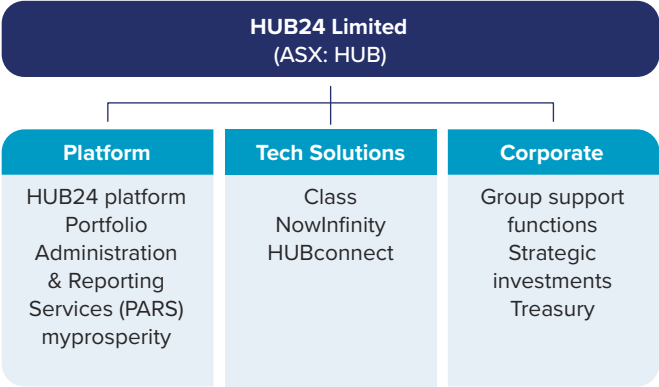 HUB24 Limited
(ASX: HUB)
Platform
HUB24 platform
Portfolio
Administration
& Reporting
Services (PARS)
myprosperity
Tech Solutions
Class
NowInfinity
HUBconnect
Corporate
Group support
functions
Strategic
investments
Treasury